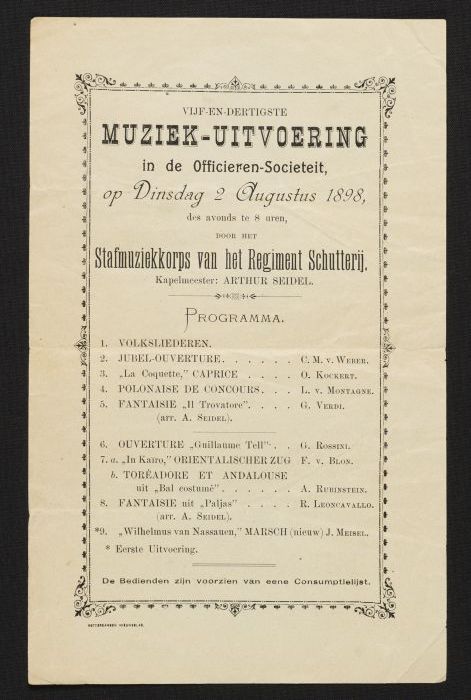 VIJF-EN-DERTIGSTE
MUZIEK-UITVOERING
in de Officieren-Societeit,
op Dinsdag 2 Augustus 1898,
des avonds te 8 uren,
DOOR HET
Stafmuziekkorps van het Regiment Schutterij.
Kapelmeester: ARTHUR SEIDEL.
PROGRAMMA.
1. VOLKSLIEDEREN.
2. JUBEL-OUVERTURE. . . . . . C. M. v. WEBER.
3. „La Coquette,” CAPRICE . . . . O. KOCKERT.
4. POLONAISE DE CONCOURS. . . L. v. MONTAGNE.
5. FANTAISIE „Il Trovatore”. . . . G. VERDI.
(arr. A. SEIDEL).
6. OUVERTURE „Guillaume Tell”. . G. ROSSINI.
7. a. „In Kaïro,” ORIENTALISCHER ZUG F. v. BLON.
b. TORÉADORE ET ANDALOUSE
uit „Bal costumé” . . . . . . A. RUBINSTEIN.
8. FANTAISIE uit „Paljas” . . . . R. LEONCAVALLO.
(arr. A. SEIDEL).
*9. „Wilhelmus van Nassauen,” MARSCH (nieuw) J. MEISEL.
* Eerste Uitvoering.
De Bedienden zijn voorzien van eene Consumptielijst.